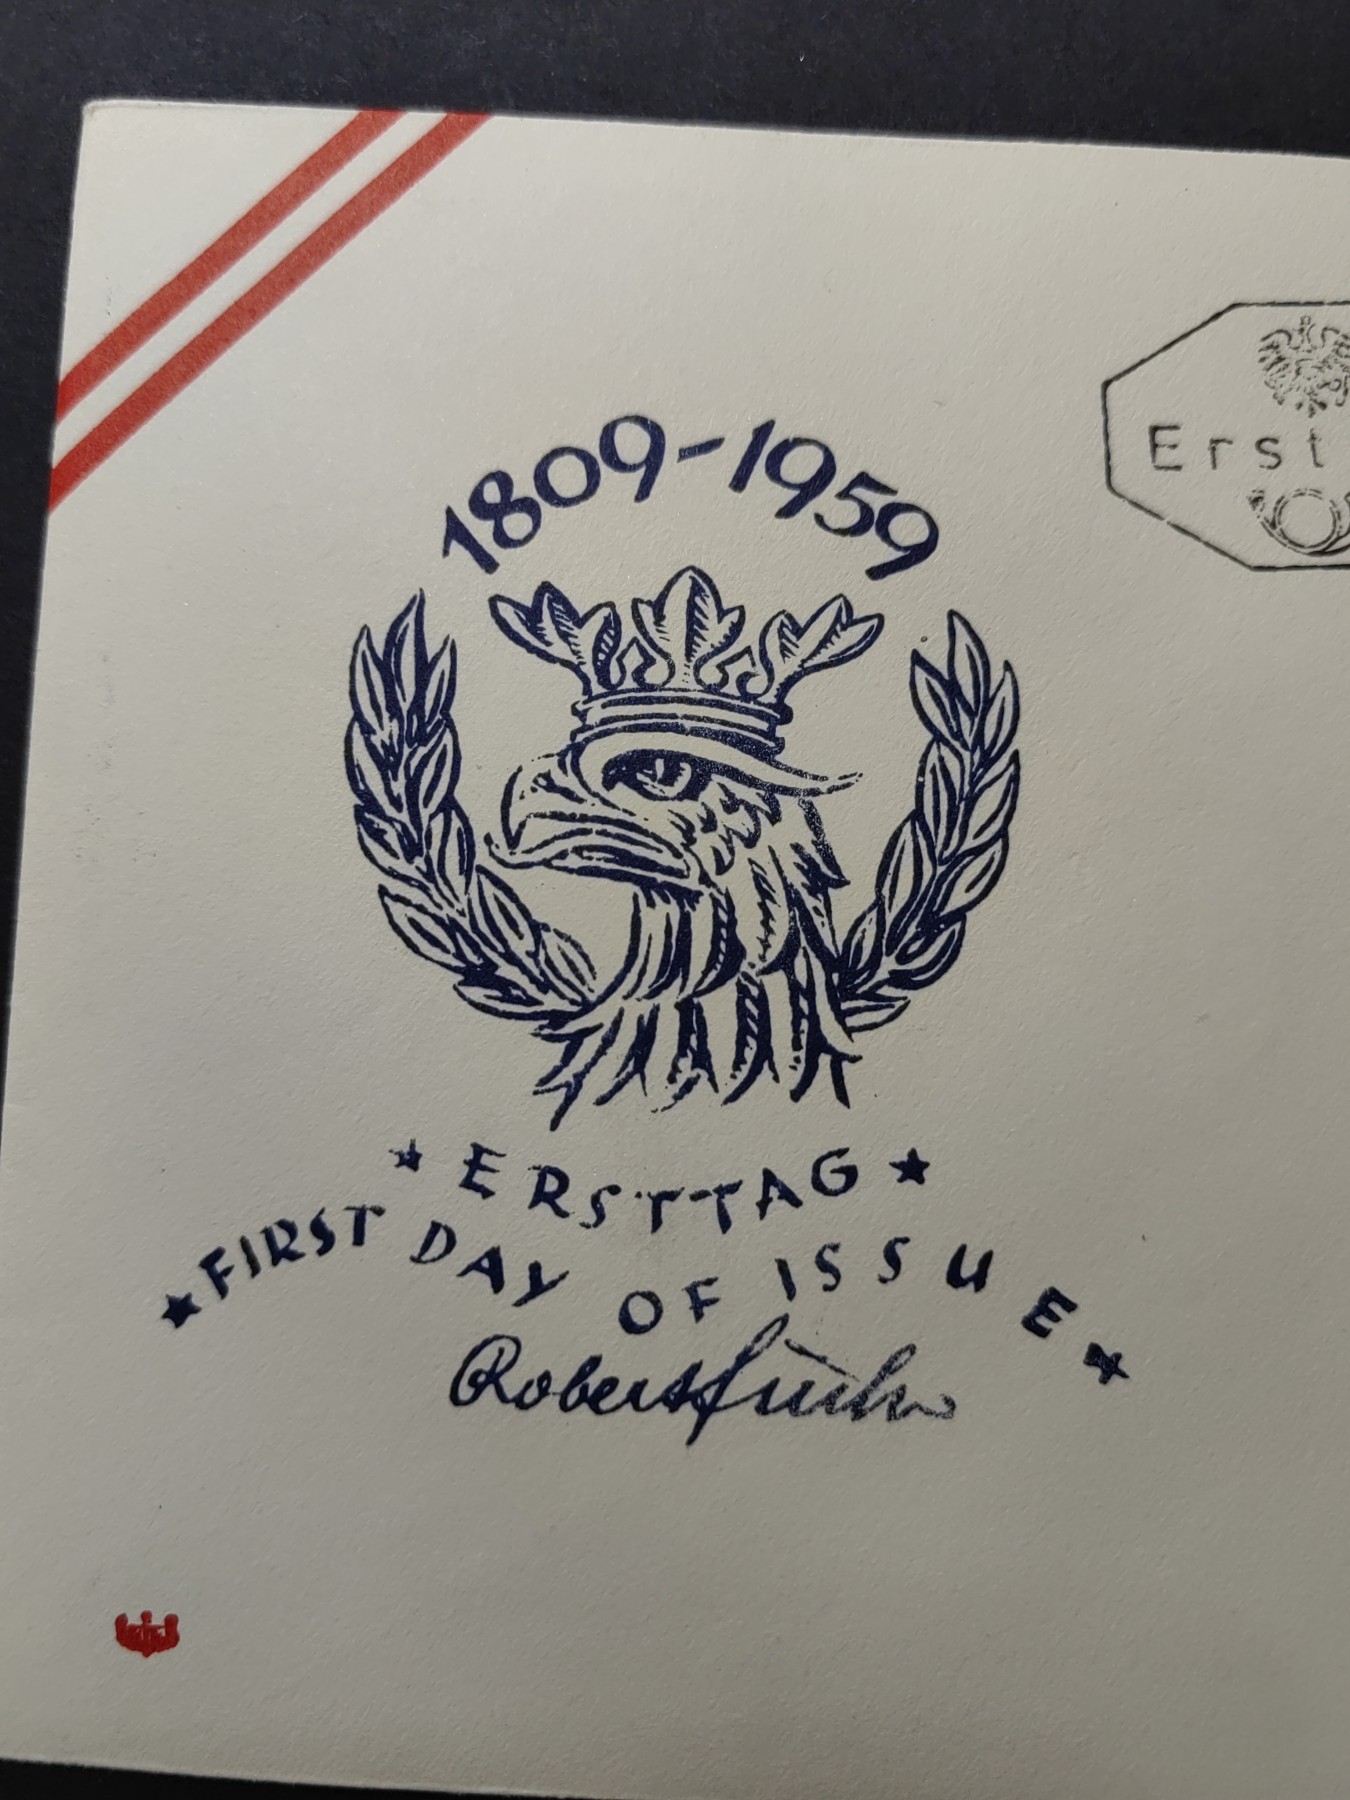 1809-1959
Erst
★ ERSTTAG ★
★ FIRST DAY OF ISSUE ★
Robert